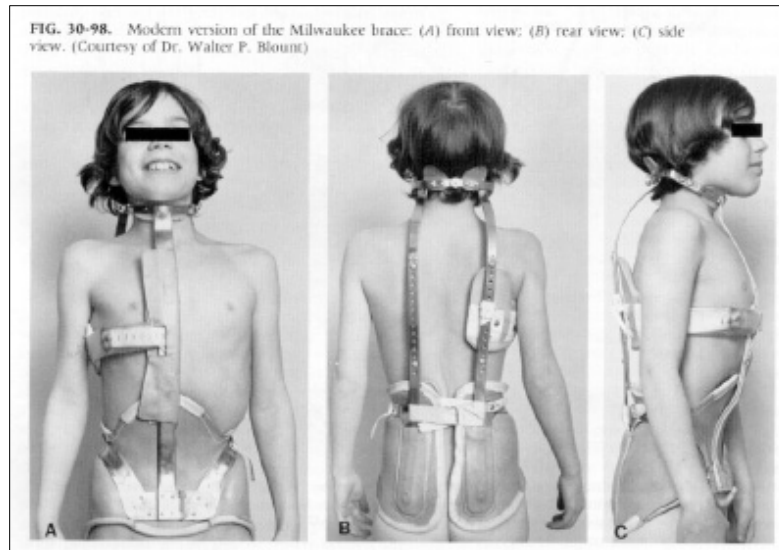 FIG. 30-98. Modern version of the Milwaukee brace: (A) front view; (B) rear view; (C) side
view. (Courtesy of Dr. Walter P. Blount)
A B C